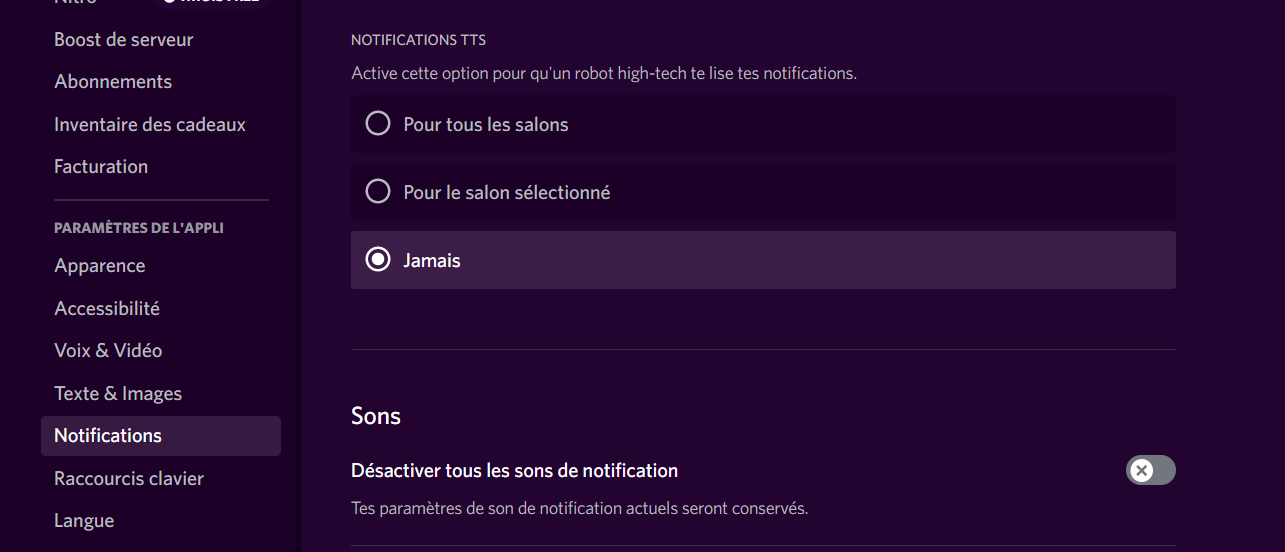 Nitro
Boost de serveur
Abonnements
Inventaire des cadeaux
Facturation
PARAMÈTRES DE L'APPLI
Apparence
Accessibilité
Voix & Vidéo
Texte & Images
Notifications
Raccourcis clavier
Langue
NOTIFICATIONS TTS
Active cette option pour qu'un robot high-tech te lise tes notifications.
Pour tous les salons
Pour le salon sélectionné
Jamais
Sons
Désactiver tous les sons de notification
Tes paramètres de son de notification actuels seront conservés.